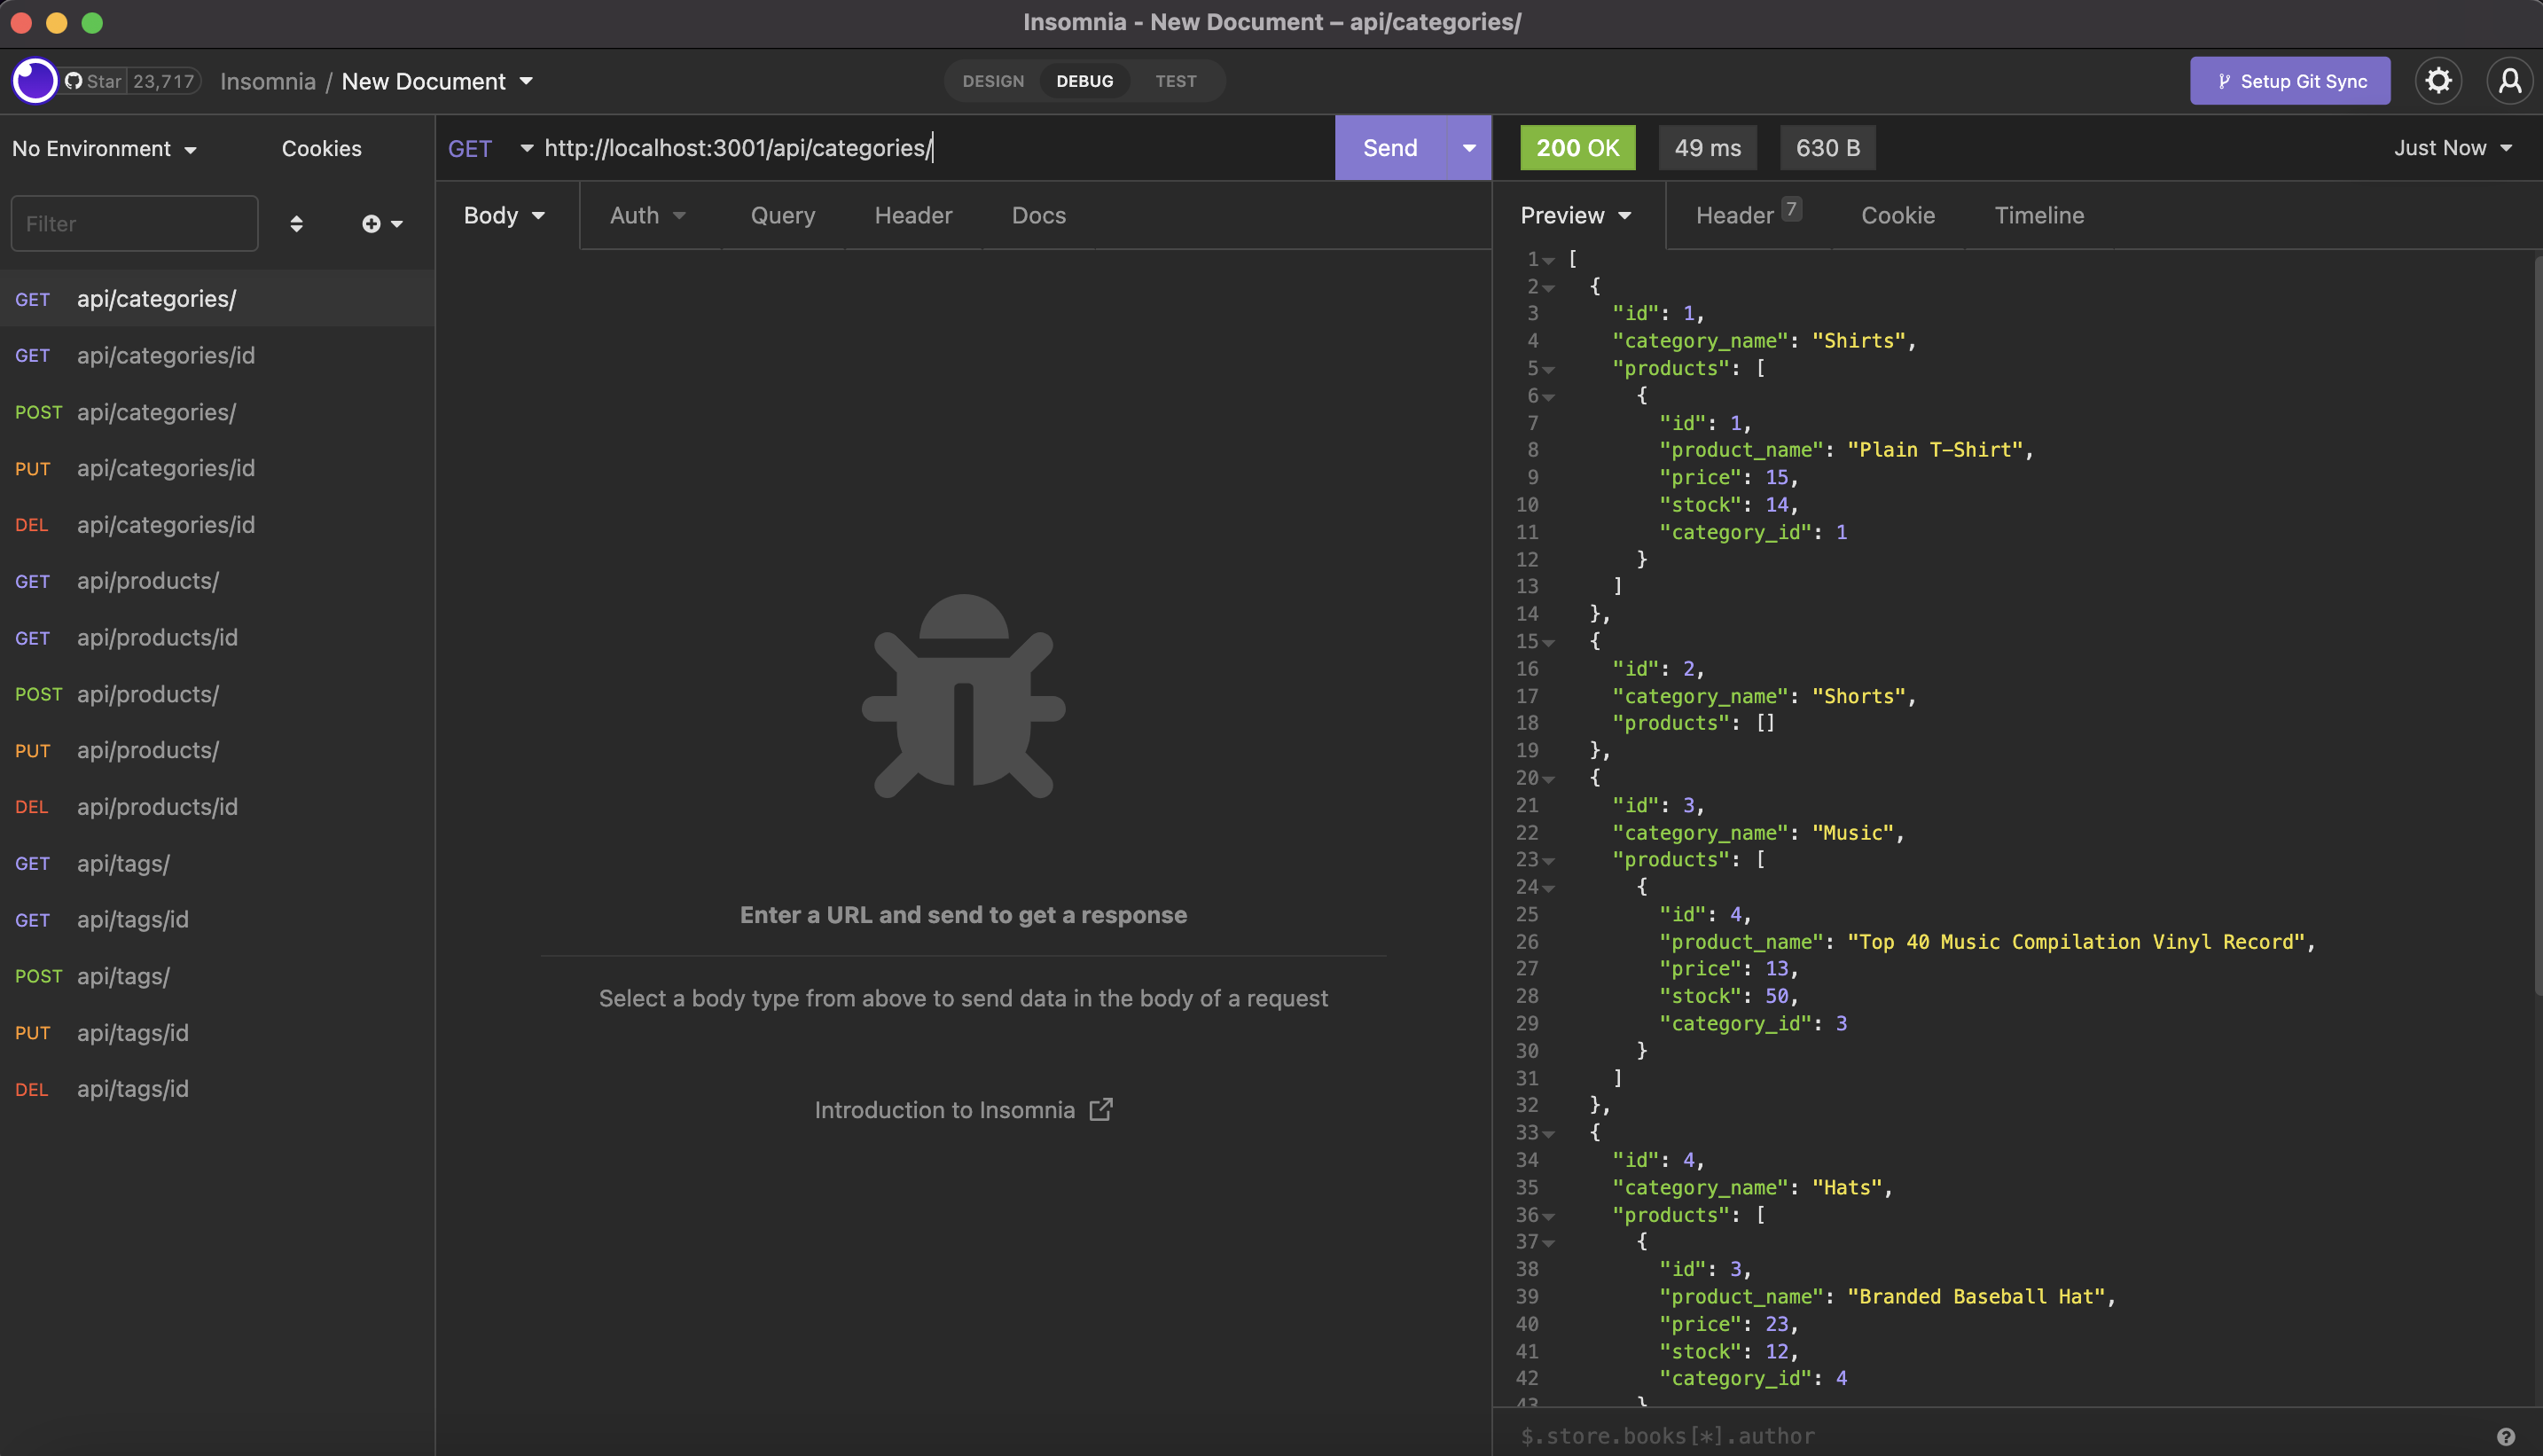 Insomnia - New Document – api/categories/
Star 23,717 Insomnia / New Document
DESIGN DEBUG TEST
Setup Git Sync
No Environment Cookies
GET http://localhost:3001/api/categories/
Send
200 OK 49 ms 630 B Just Now
Filter
Body Auth Query Header Docs
Preview Header 7 Cookie Timeline
GET api/categories/
GET api/categories/id
POST api/categories/
PUT api/categories/id
DEL api/categories/id
GET api/products/
GET api/products/id
POST api/products/
PUT api/products/
DEL api/products/id
GET api/tags/
GET api/tags/id
POST api/tags/
PUT api/tags/id
DEL api/tags/id
Enter a URL and send to get a response
Select a body type from above to send data in the body of a request
Introduction to Insomnia
1 [
2 {
3 "id": 1,
4 "category_name": "Shirts",
5 "products": [
6 {
7 "id": 1,
8 "product_name": "Plain T-Shirt",
9 "price": 15,
10 "stock": 14,
11 "category_id": 1
12 }
13 ]
14 },
15 {
16 "id": 2,
17 "category_name": "Shorts",
18 "products": []
19 },
20 {
21 "id": 3,
22 "category_name": "Music",
23 "products": [
24 {
25 "id": 4,
26 "product_name": "Top 40 Music Compilation Vinyl Record",
27 "price": 13,
28 "stock": 50,
29 "category_id": 3
30 }
31 ]
32 },
33 {
34 "id": 4,
35 "category_name": "Hats",
36 "products": [
37 {
38 "id": 3,
39 "product_name": "Branded Baseball Hat",
40 "price": 23,
41 "stock": 12,
42 "category_id": 4
43 }
$.store.books[*].author